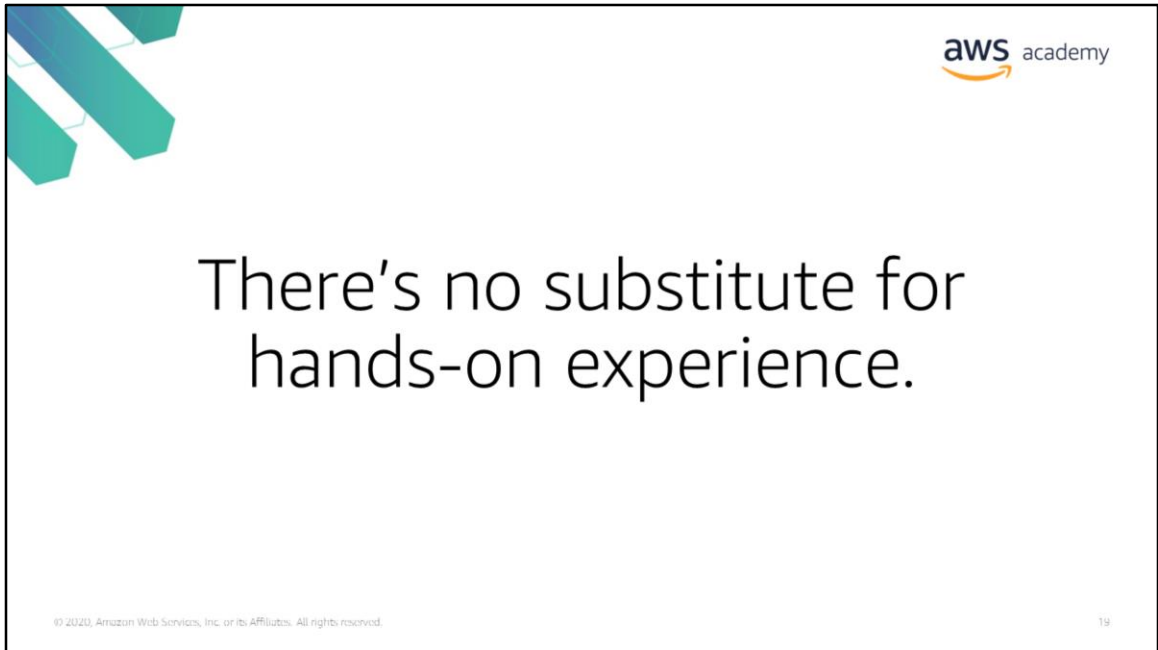 aws academy
There’s no substitute for
hands-on experience.
© 2020, Amazon Web Services, Inc. or its Affiliates. All rights reserved.
19